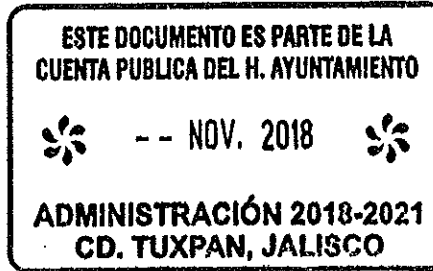 ESTE DOCUMENTO ES PARTE DE LA
CUENTA PUBLICA DEL H. AYUNTAMIENTO
-- NOV. 2018
ADMINISTRACIÓN 2018-2021
CD. TUXPAN, JALISCO